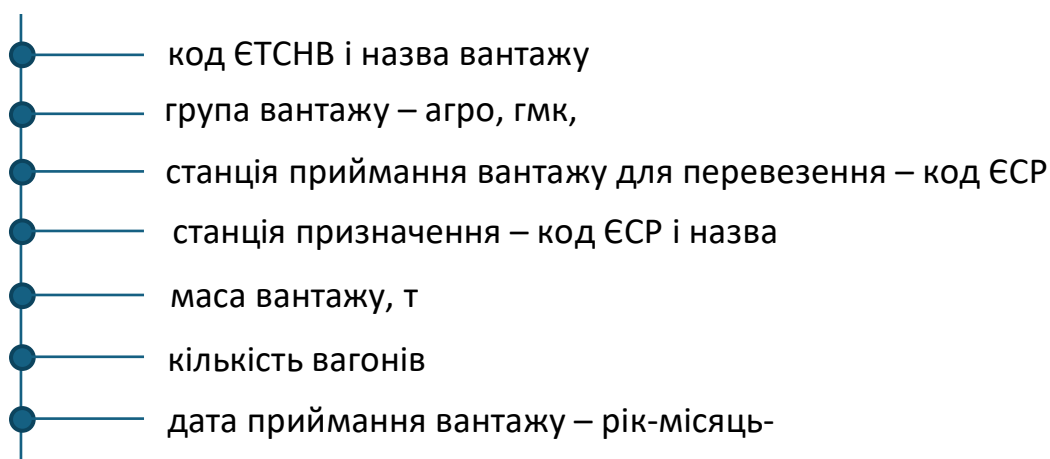 код ЄТСНВ і назва вантажу
група вантажу – агро, гмк,
станція приймання вантажу для перевезення – код ЄСР
станція призначення – код ЄСР і назва
маса вантажу, т
кількість вагонів
дата приймання вантажу – рік-місяць-